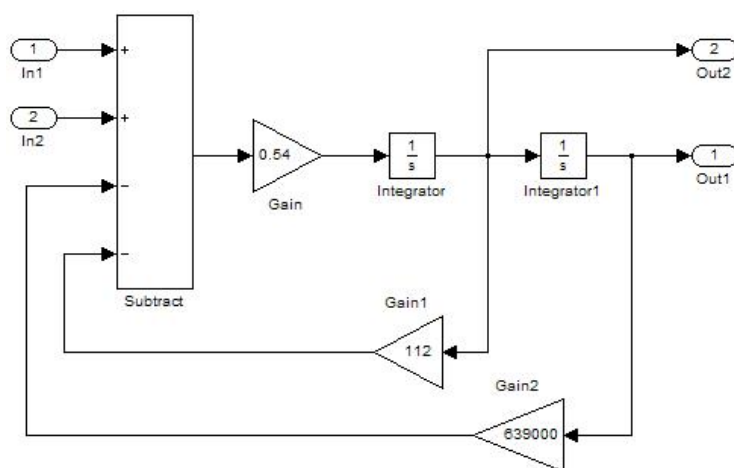 1
In1
2
In2
+
+
−
−
Subtract
0.54
Gain
1
s
Integrator
1
s
Integrator1
2
Out2
1
Out1
Gain1
112
Gain2
639000